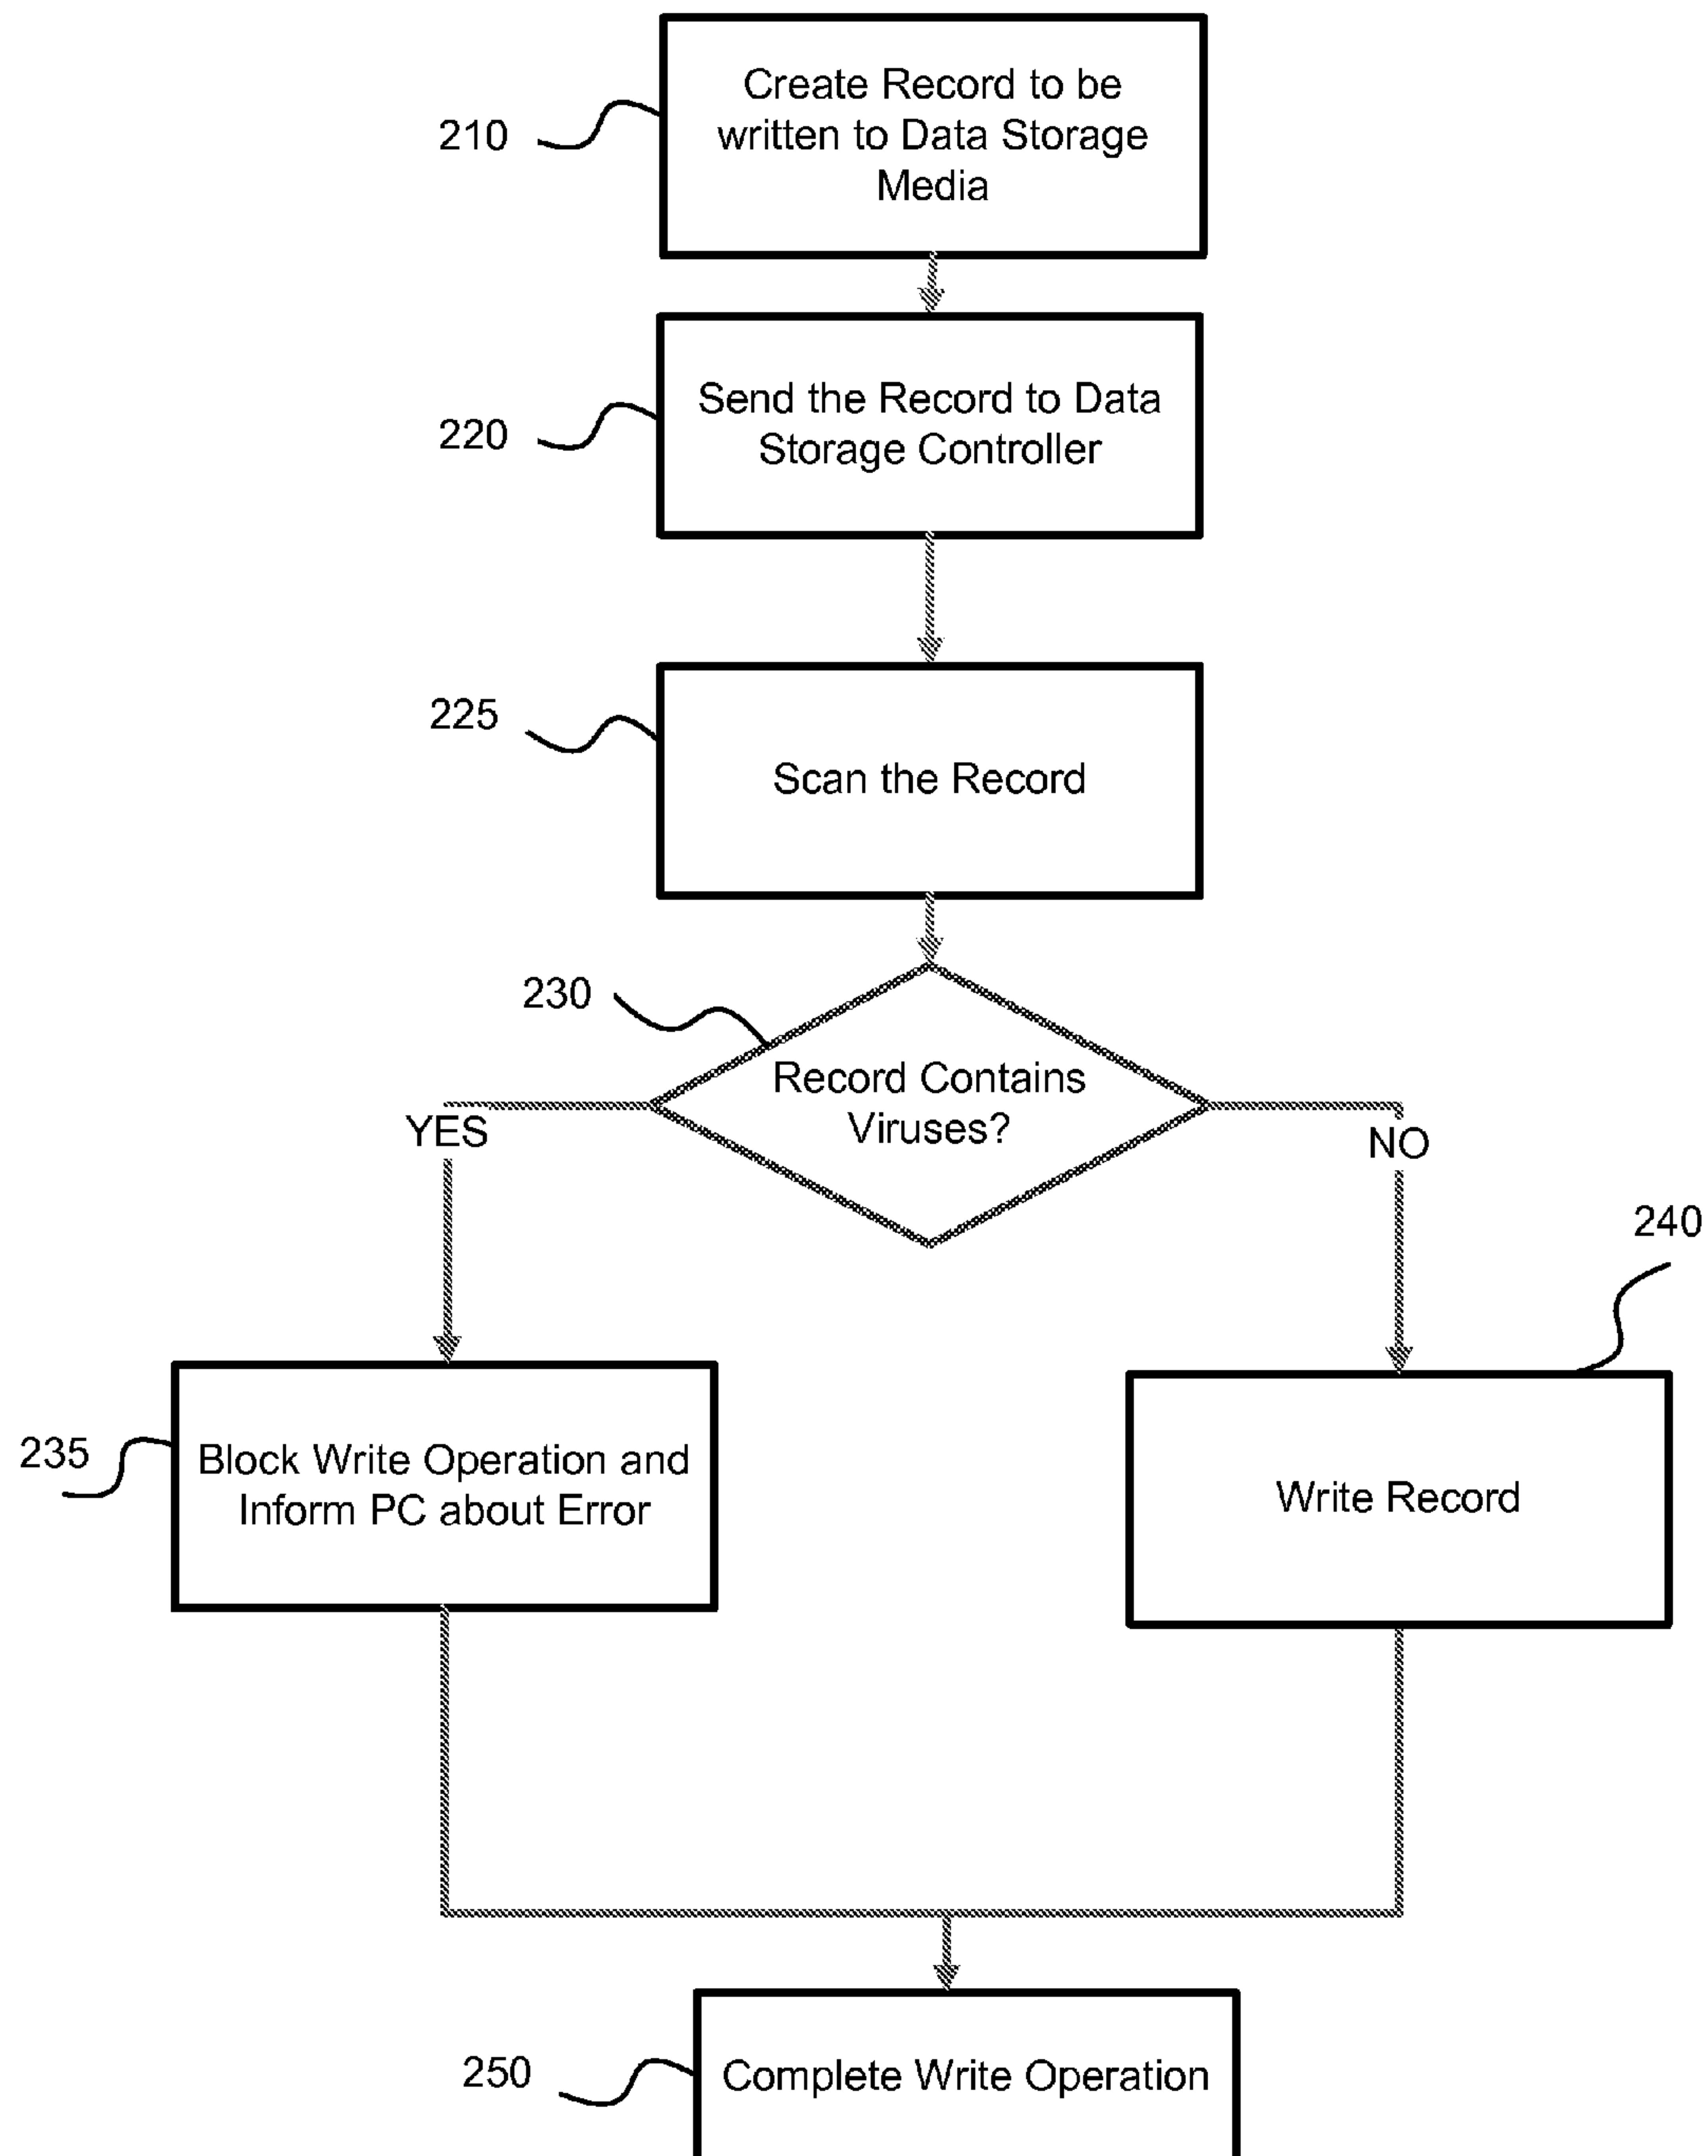 Create Record to be
written to Data Storage
Media
210
Send the Record to Data
Storage Controller
220
225
Scan the Record
230
Record Contains
Viruses?
YES
NO
240
235
Block Write Operation and
Inform PC about Error
Write Record
250
Complete Write Operation